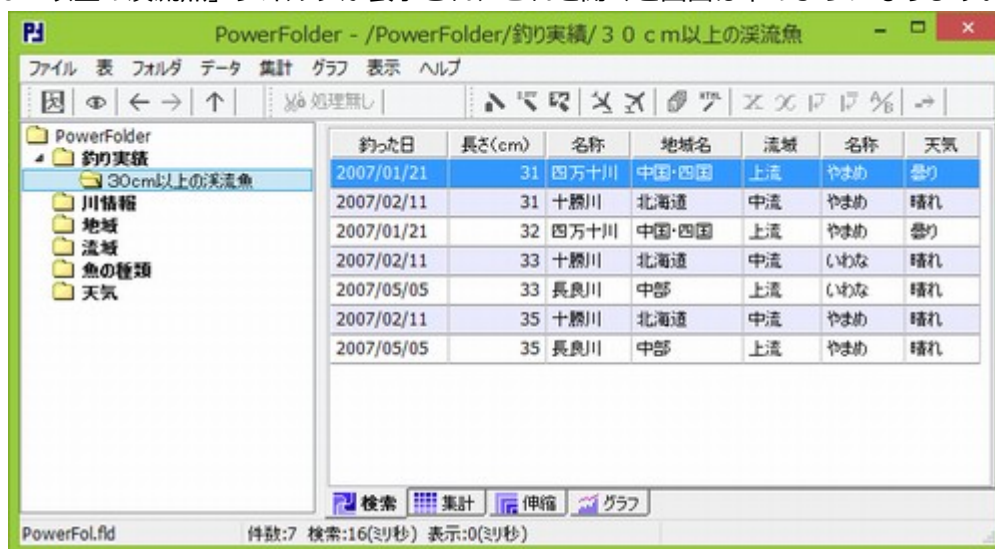 PowerFolder - /PowerFolder/釣り実績/３０ｃｍ以上の渓流魚
ファイル 表 フォルダ データ 集計 グラフ 表示 ヘルプ
処理無し
PowerFolder
釣り実績
30cm以上の渓流魚
川情報
地域
流域
魚の種類
天気
釣った日 長さ(cm) 名称 地域名 流域 名称 天気
2007/01/21 31 四万十川 中国・四国 上流 やまめ 曇り
2007/02/11 31 十勝川 北海道 中流 やまめ 晴れ
2007/01/21 32 四万十川 中国・四国 上流 やまめ 曇り
2007/02/11 33 十勝川 北海道 中流 いわな 晴れ
2007/05/05 33 長良川 中部 上流 いわな 晴れ
2007/02/11 35 十勝川 北海道 中流 やまめ 晴れ
2007/05/05 35 長良川 中部 上流 やまめ 晴れ
検索 集計 伸縮 グラフ
PowerFol.fld 件数:7 検索:16(ミリ秒) 表示:0(ミリ秒)